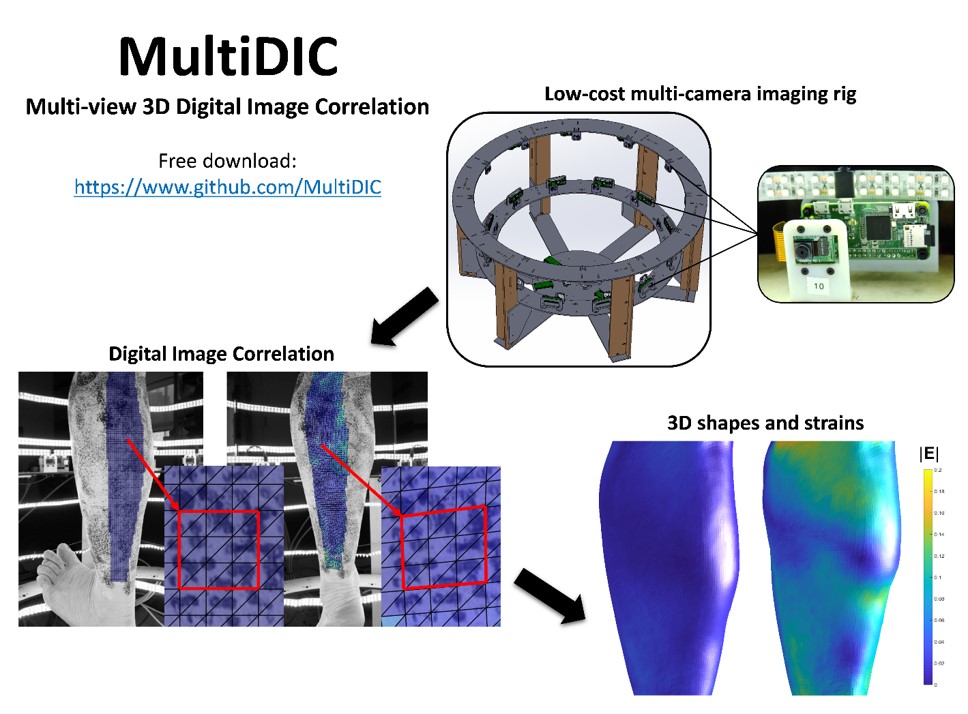 MultiDIC
Multi-view 3D Digital Image Correlation
Free download:
https://www.github.com/MultiDIC
Low-cost multi-camera imaging rig
10
Digital Image Correlation
3D shapes and strains
|E|
0.2
0.18
0.16
0.14
0.12
0.1
0.08
0.06
0.04
0.02
0